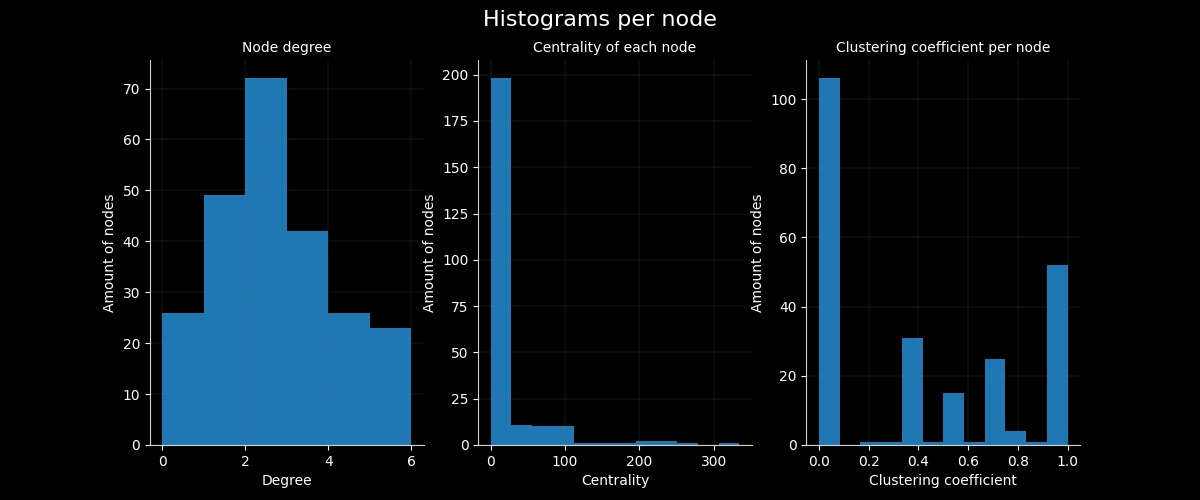 Histograms per node
Node degree
Amount of nodes
0
10
20
30
40
50
60
70
0 2 4 6
Degree
Centrality of each node
Amount of nodes
0
25
50
75
100
125
150
175
200
0 100 200 300
Centrality
Clustering coefficient per node
Amount of nodes
0
20
40
60
80
100
0.0 0.2 0.4 0.6 0.8 1.0
Clustering coefficient